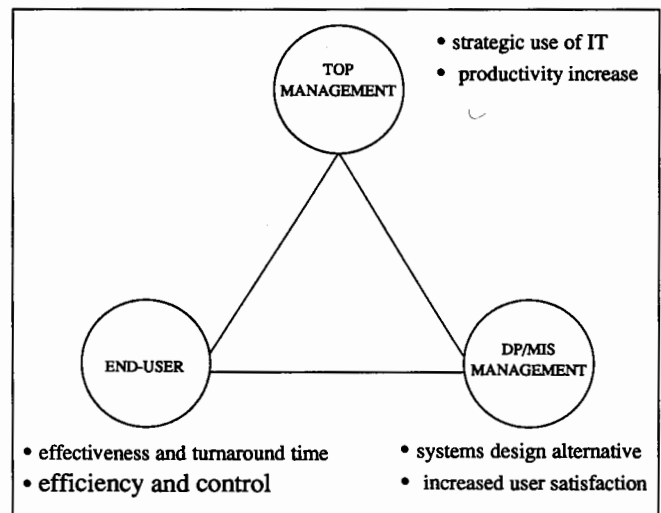 TOP
MANAGEMENT
• strategic use of IT
• productivity increase
END-USER
DP/MIS
MANAGEMENT
• effectiveness and turnaround time
• efficiency and control
• systems design alternative
• increased user satisfaction